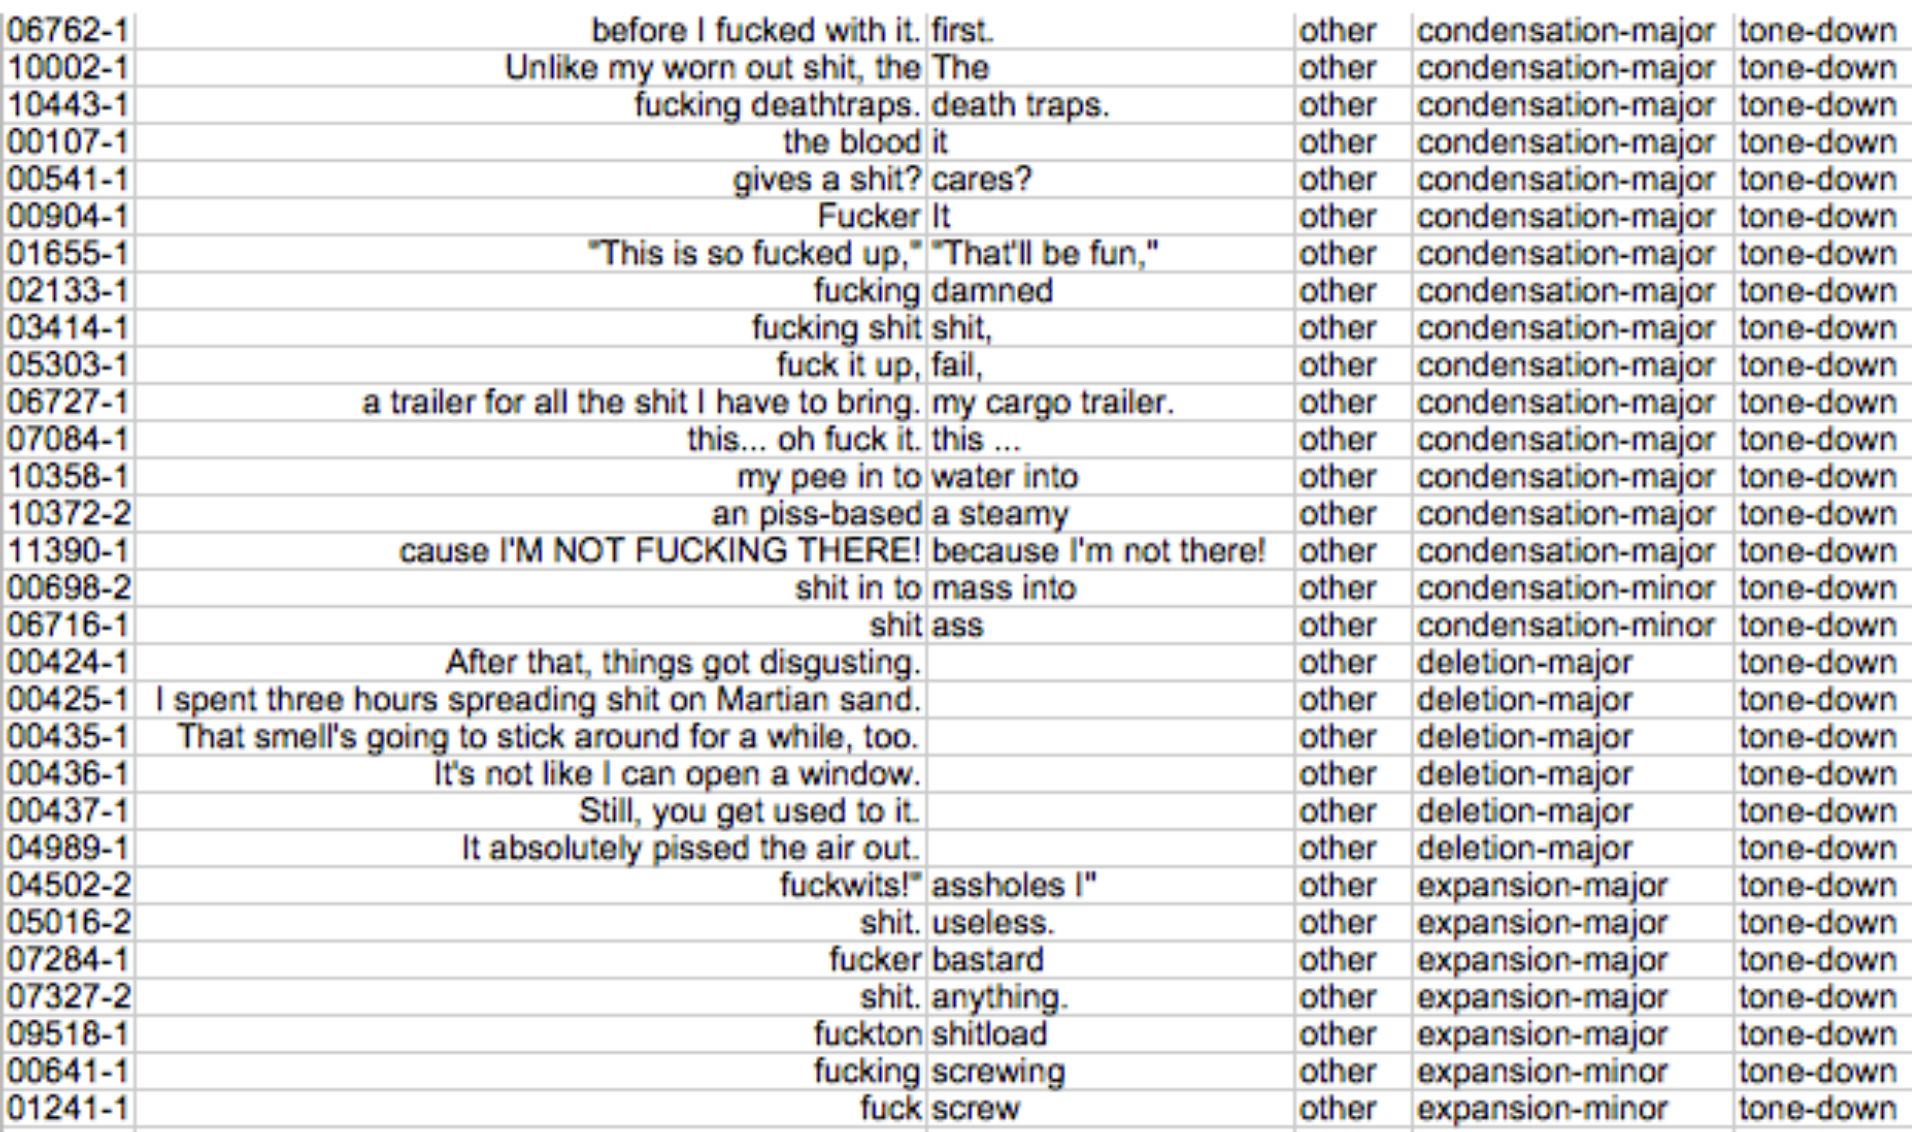 06762-1 before I fucked with it. first. other condensation-major tone-down
10002-1 Unlike my worn out shit, the The other condensation-major tone-down
10443-1 fucking deathtraps. death traps. other condensation-major tone-down
00107-1 the blood it other condensation-major tone-down
00541-1 gives a shit? cares? other condensation-major tone-down
00904-1 Fucker It other condensation-major tone-down
01655-1 "This is so fucked up," "That'll be fun," other condensation-major tone-down
02133-1 fucking damned other condensation-major tone-down
03414-1 fucking shit shit, other condensation-major tone-down
05303-1 fuck it up, fail, other condensation-major tone-down
06727-1 a trailer for all the shit I have to bring. my cargo trailer. other condensation-major tone-down
07084-1 this... oh fuck it. this ... other condensation-major tone-down
10358-1 my pee in to water into other condensation-major tone-down
10372-2 an piss-based a steamy other condensation-major tone-down
11390-1 cause I'M NOT FUCKING THERE! because I'm not there! other condensation-major tone-down
00698-2 shit in to mass into other condensation-minor tone-down
06716-1 shit ass other condensation-minor tone-down
00424-1 After that, things got disgusting. other deletion-major tone-down
00425-1 I spent three hours spreading shit on Martian sand. other deletion-major tone-down
00435-1 That smell's going to stick around for a while, too. other deletion-major tone-down
00436-1 It's not like I can open a window. other deletion-major tone-down
00437-1 Still, you get used to it. other deletion-major tone-down
04989-1 It absolutely pissed the air out. other deletion-major tone-down
04502-2 fuckwits!" assholes I" other expansion-major tone-down
05016-2 shit. useless. other expansion-major tone-down
07284-1 fucker bastard other expansion-major tone-down
07327-2 shit. anything. other expansion-major tone-down
09518-1 fuckton shitload other expansion-major tone-down
00641-1 fucking screwing other expansion-minor tone-down
01241-1 fuck screw other expansion-minor tone-down